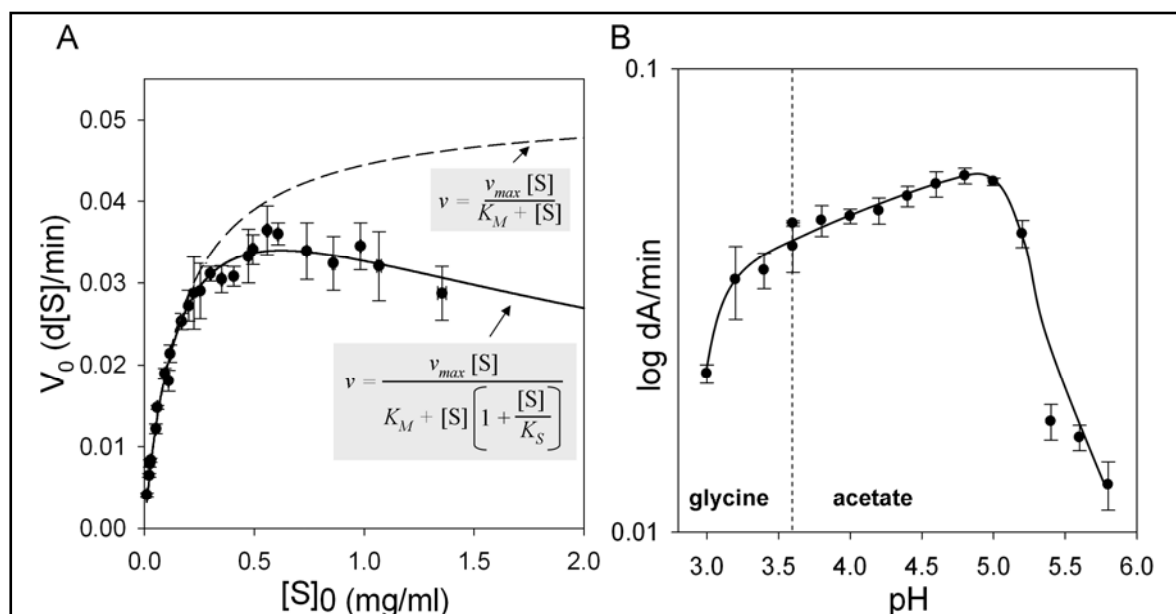 A
V0 (d[S]/min)
0.05
0.04
0.03
0.02
0.01
0.00
v = vmax [S] / KM + [S]
v = vmax [S] / KM + [S] (1 + [S] / KS)
0.0 0.5 1.0 1.5 2.0
[S]0 (mg/ml)
B
log dA/min
0.1
0.01
glycine acetate
3.0 3.5 4.0 4.5 5.0 5.5 6.0
pH